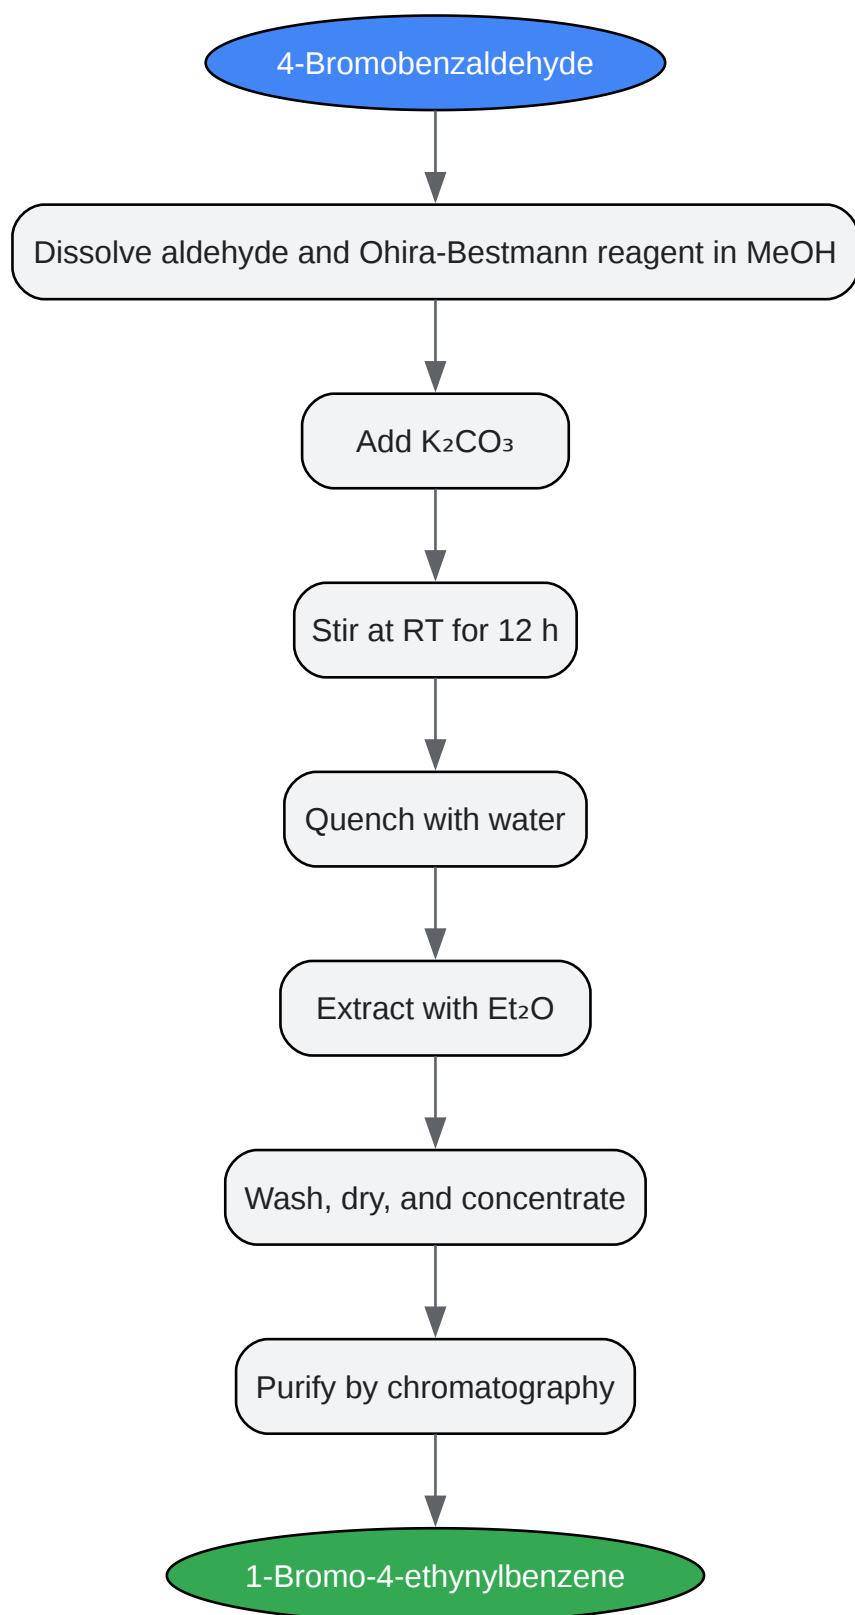 4-Bromobenzaldehyde
Dissolve aldehyde and Ohira-Bestmann reagent in MeOH
Add K₂CO₃
Stir at RT for 12 h
Quench with water
Extract with Et₂O
Wash, dry, and concentrate
Purify by chromatography
1-Bromo-4-ethynylbenzene